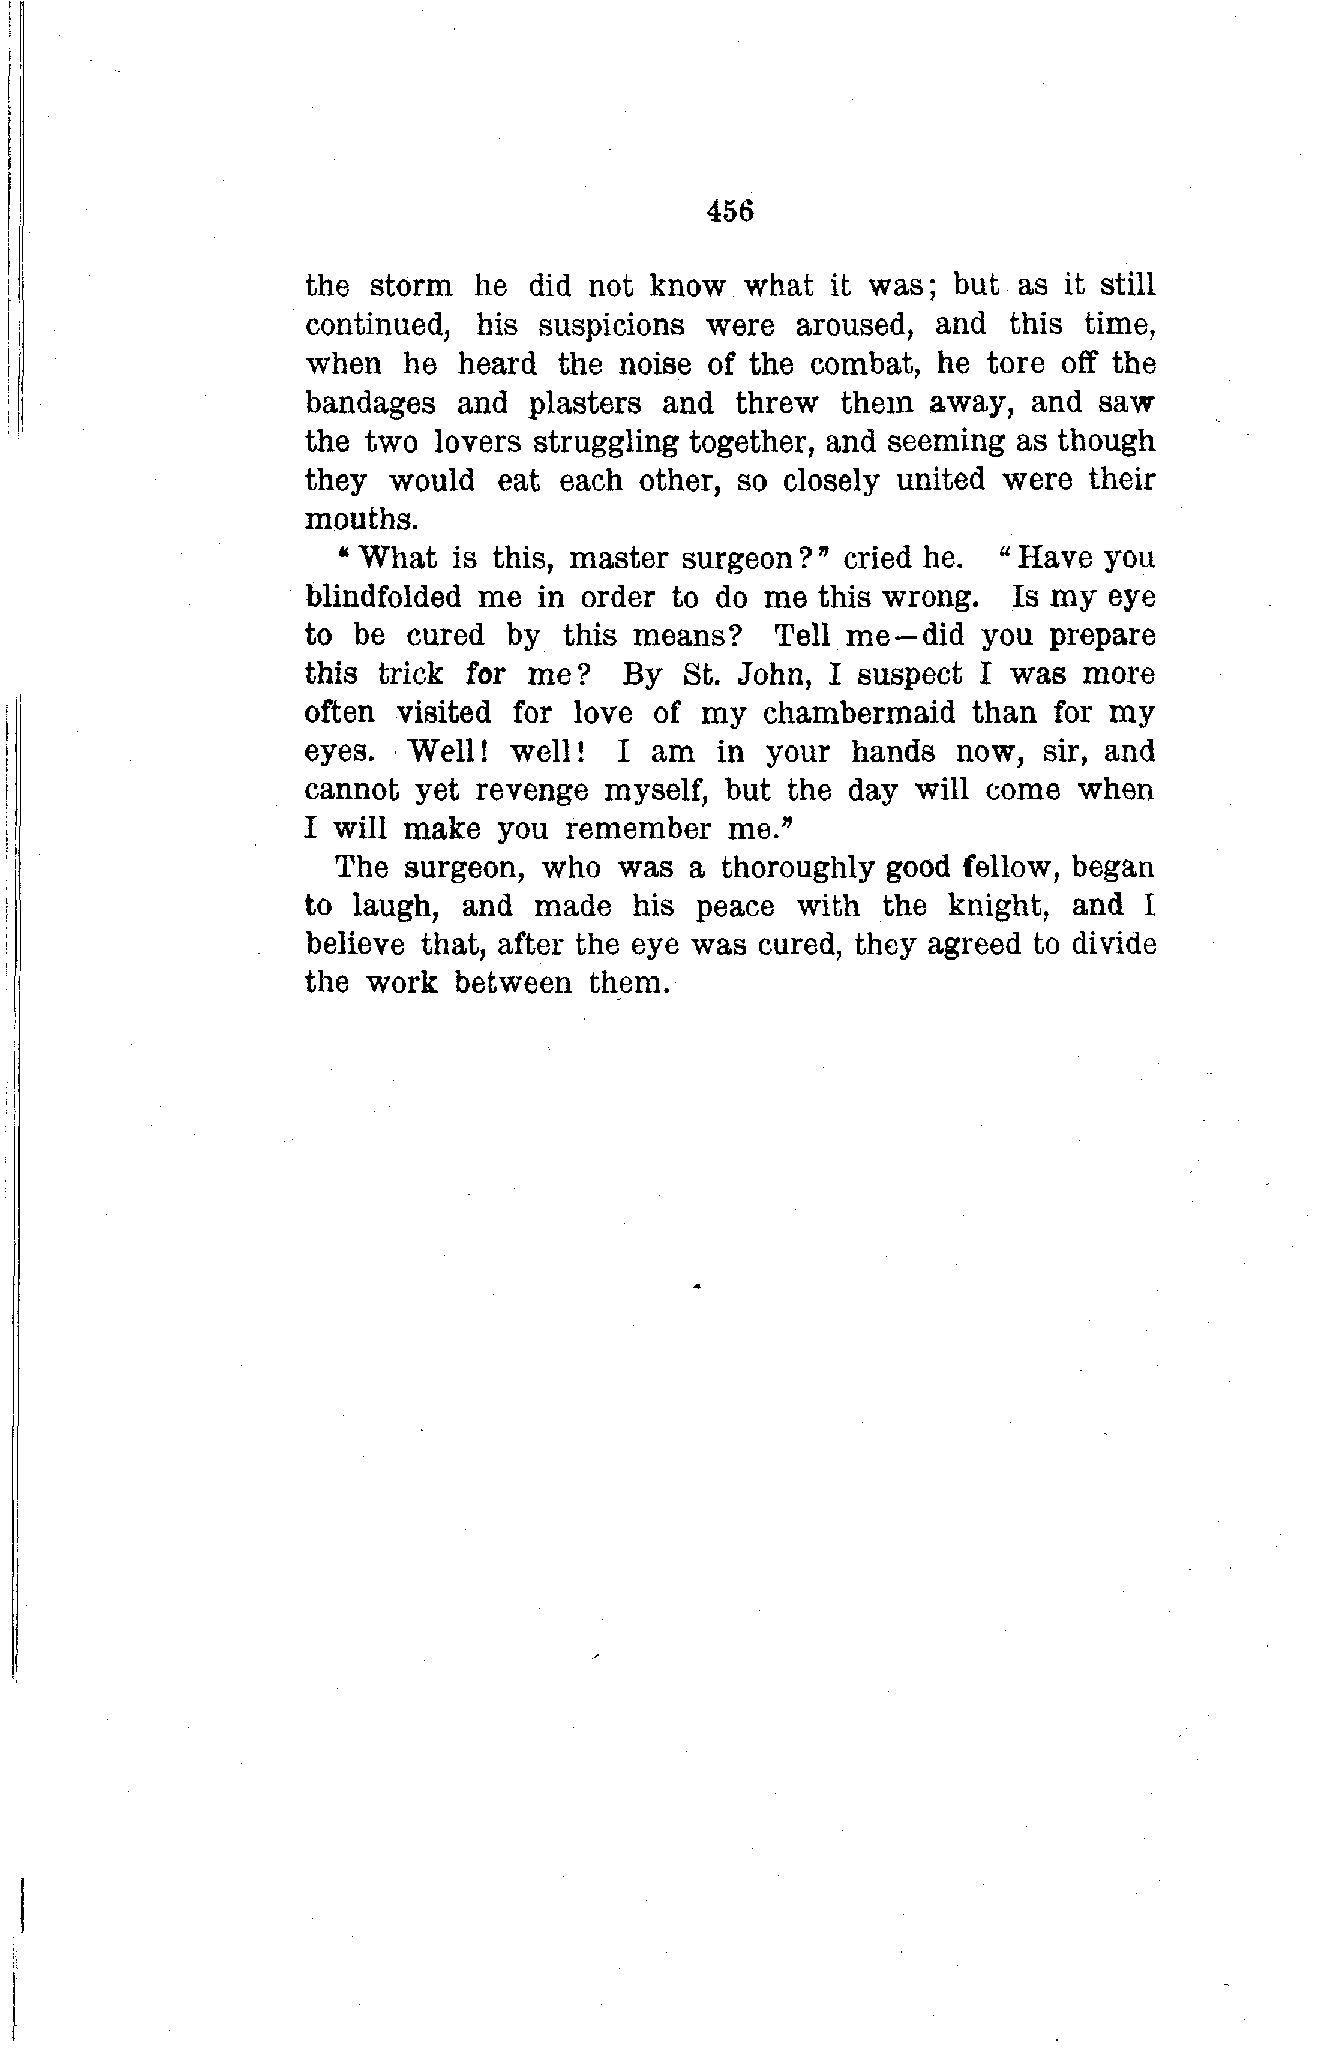 456
the storm he did not know what it was; but as it still
continued, his suspicions were aroused, and this time,
when he heard the noise of the combat, he tore off the
bandages and plasters and threw them away, and saw
the two lovers struggling together, and seeming as though
they would eat each other, so closely united were their
mouths.
“What is this, master surgeon?” cried he. “Have you
blindfolded me in order to do me this wrong. Is my eye
to be cured by this means? Tell me—did you prepare
this trick for me? By St. John, I suspect I was more
often visited for love of my chambermaid than for my
eyes. Well! well! I am in your hands now, sir, and
cannot yet revenge myself, but the day will come when
I will make you remember me.”
The surgeon, who was a thoroughly good fellow, began
to laugh, and made his peace with the knight, and I
believe that, after the eye was cured, they agreed to divide
the work between them.